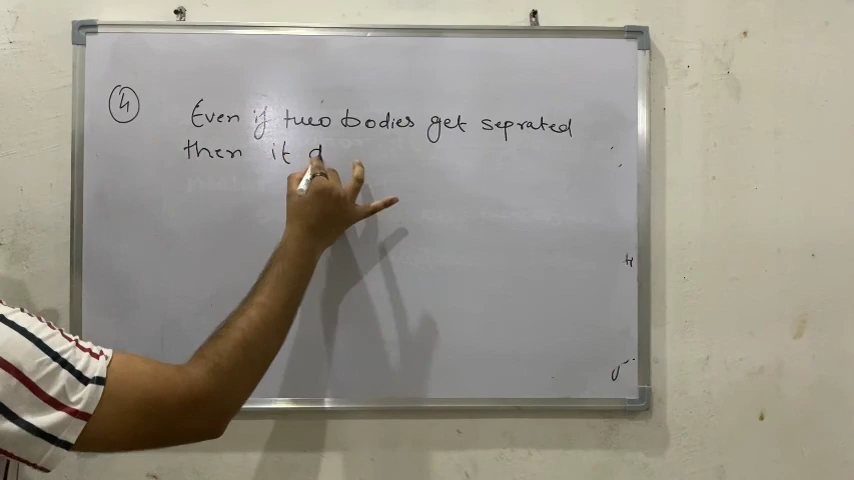 4 Even if two bodies get seprated
then it d